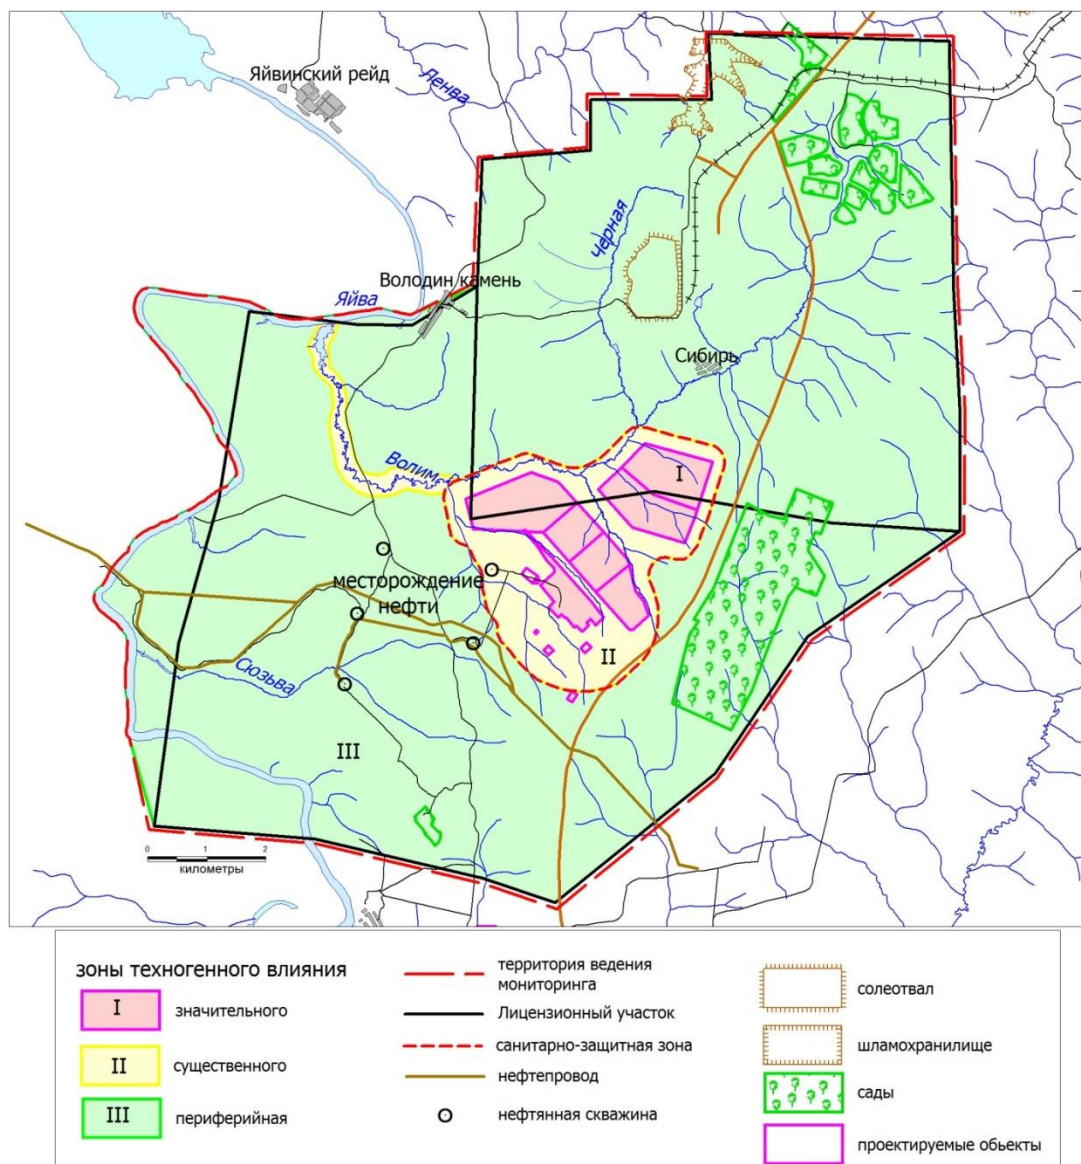 Яйвинский рейд
Ленва
Черная
Володин камень
Яйва
Сибирь
Волим
I
месторождение
нефти
II
Сюзьва
III
0 1 2
километры
зоны техногенного влияния
I значительного
II существенного
III периферийная
территория ведения
мониторинга
Лицензионный участок
санитарно-защитная зона
нефтепровод
нефтянная скважина
солеотвал
шламохранилище
сады
проектируемые обьекты